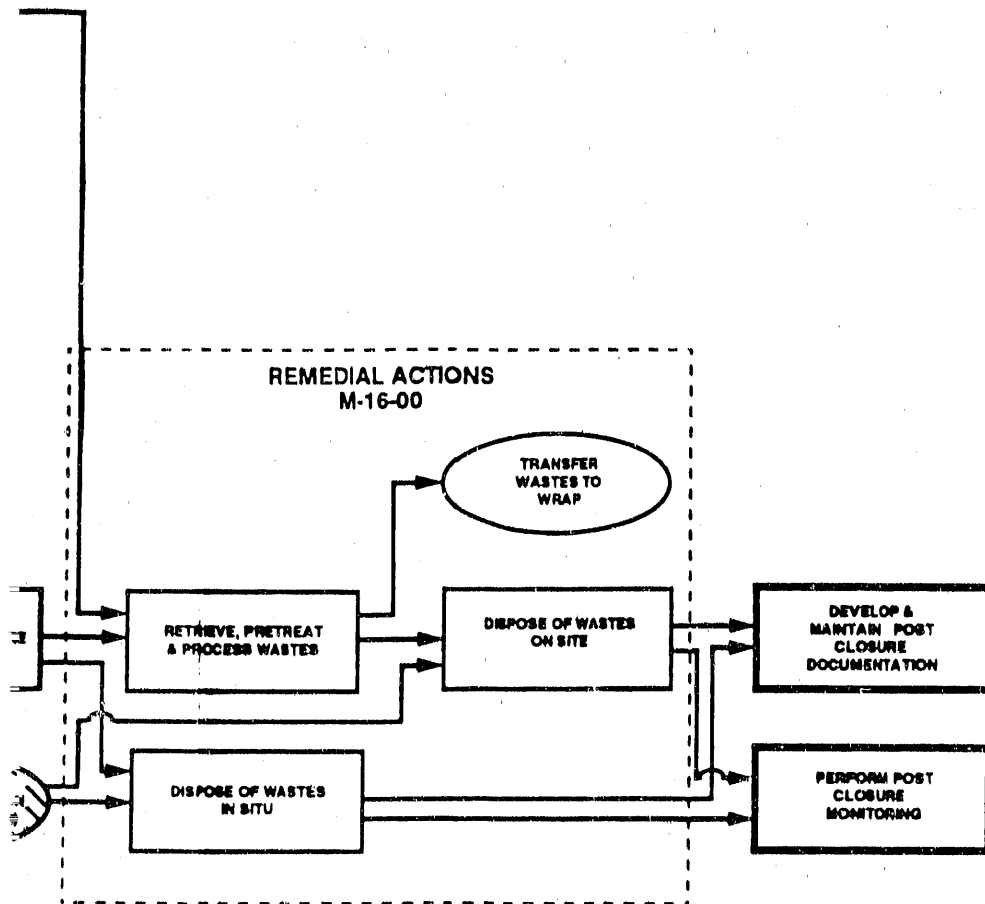 REMEDIAL ACTIONS
M-16-00
TRANSFER
WASTES TO
WRAP
RETRIEVE, PRETREAT
& PROCESS WASTES
DISPOSE OF WASTES
ON SITE
DEVELOP &
MAINTAIN POST
CLOSURE
DOCUMENTATION
DISPOSE OF WASTES
IN SITU
PERFORM POST
CLOSURE
MONITORING